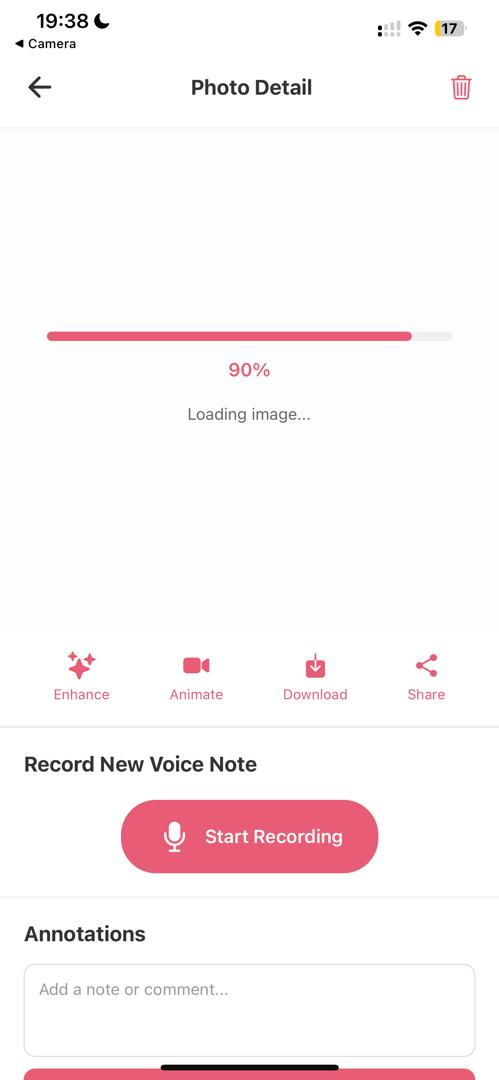 19:38
17
◀ Camera
Photo Detail
90%
Loading image...
Enhance
Animate
Download
Share
Record New Voice Note
Start Recording
Annotations
Add a note or comment...